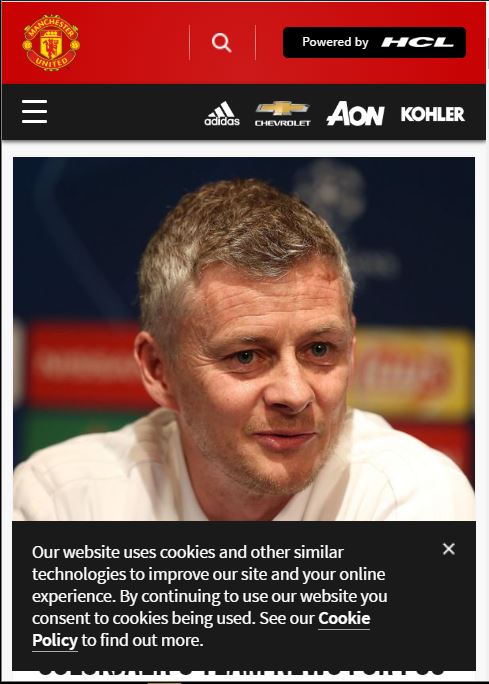 MANCHESTER
UNITED
Powered by HCL
adidas
CHEVROLET
AON
KOHLER
Our website uses cookies and other similar
technologies to improve our site and your online
experience. By continuing to use our website you
consent to cookies being used. See our Cookie
Policy to find out more.